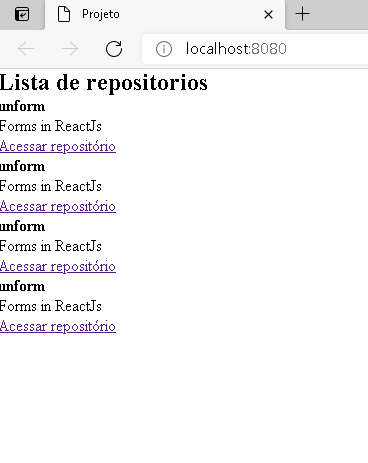 Projeto
localhost:8080
Lista de repositorios
unform
Forms in ReactJs
Acessar repositório
unform
Forms in ReactJs
Acessar repositório
unform
Forms in ReactJs
Acessar repositório
unform
Forms in ReactJs
Acessar repositório